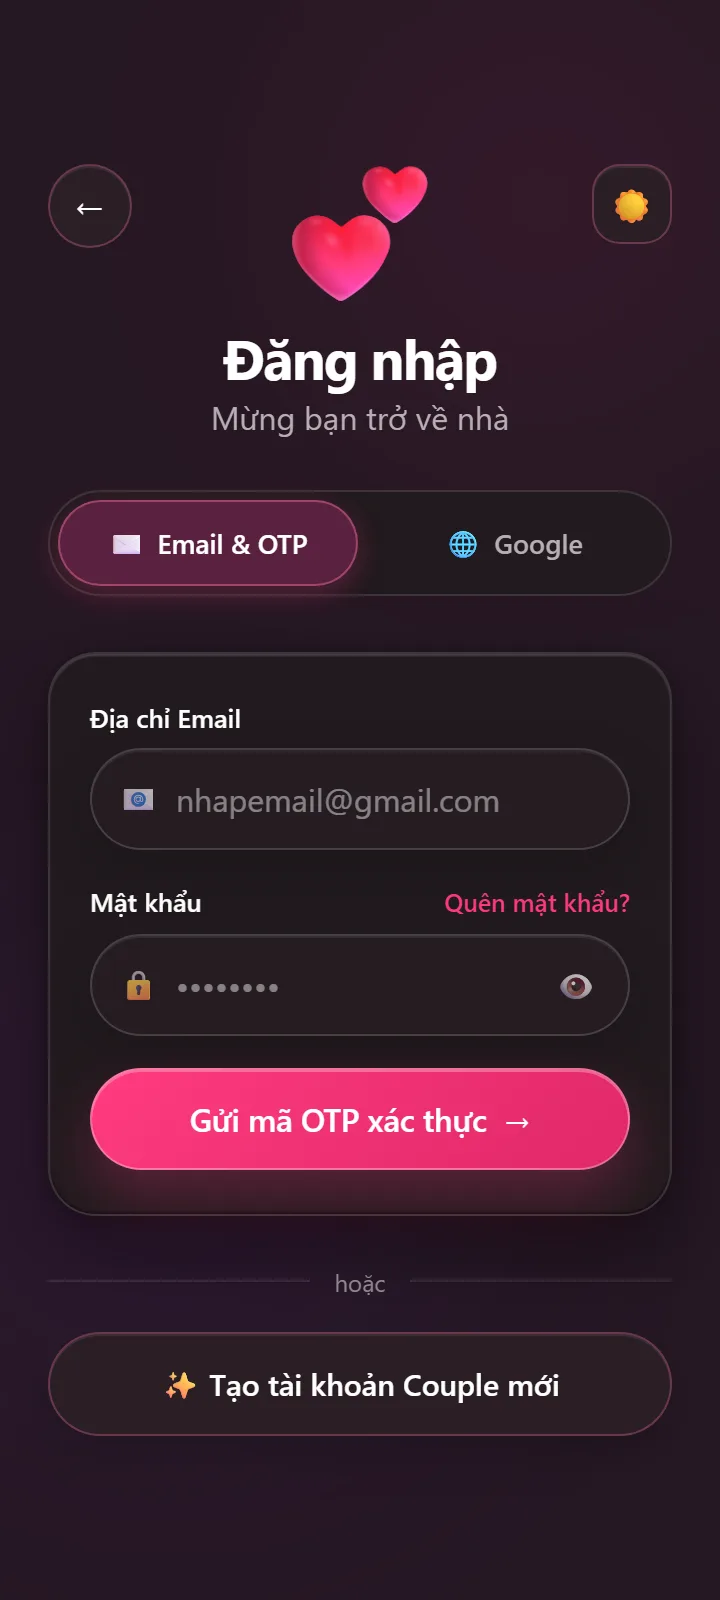 ←
Đăng nhập
Mừng bạn trở về nhà
Email & OTP
Google
Địa chỉ Email
nhapemail@gmail.com
Mật khẩu
Quên mật khẩu?
••••••••
Gửi mã OTP xác thực →
hoặc
✨ Tạo tài khoản Couple mới